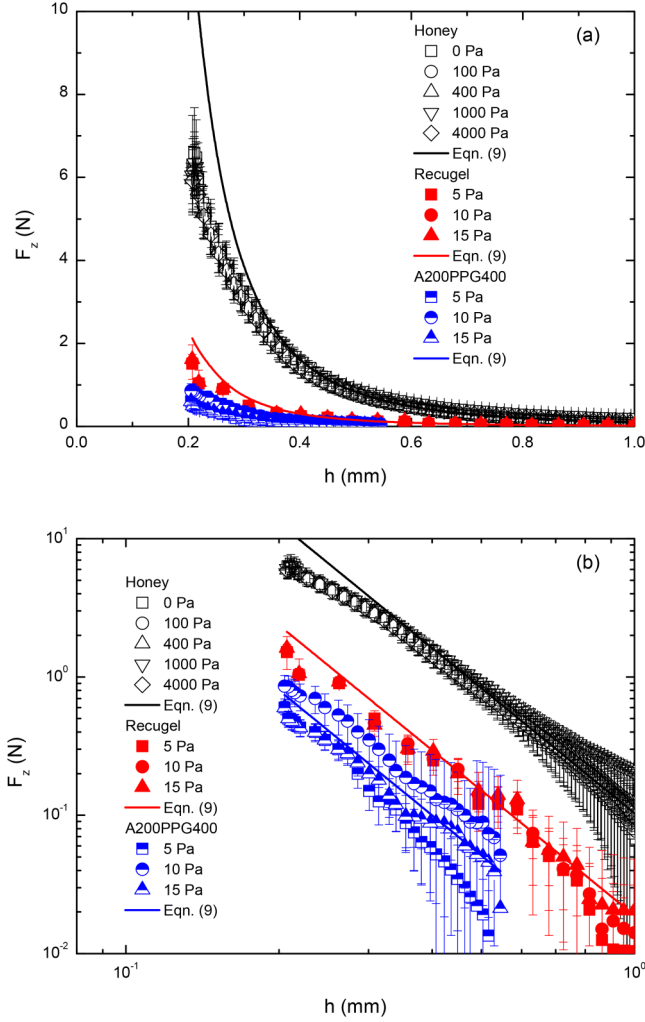 (a)
Honey
0 Pa
100 Pa
400 Pa
1000 Pa
4000 Pa
Eqn. (9)
Recugel
5 Pa
10 Pa
15 Pa
Eqn. (9)
A200PPG400
5 Pa
10 Pa
15 Pa
Eqn. (9)
F_z (N)
10
8
6
4
2
0
0.0 0.2 0.4 0.6 0.8 1.0
h (mm)
(b)
Honey
0 Pa
100 Pa
400 Pa
1000 Pa
4000 Pa
Eqn. (9)
Recugel
5 Pa
10 Pa
15 Pa
Eqn. (9)
A200PPG400
5 Pa
10 Pa
15 Pa
Eqn. (9)
F_z (N)
10^1
10^0
10^-1
10^-2
10^-1 10^0
h (mm)